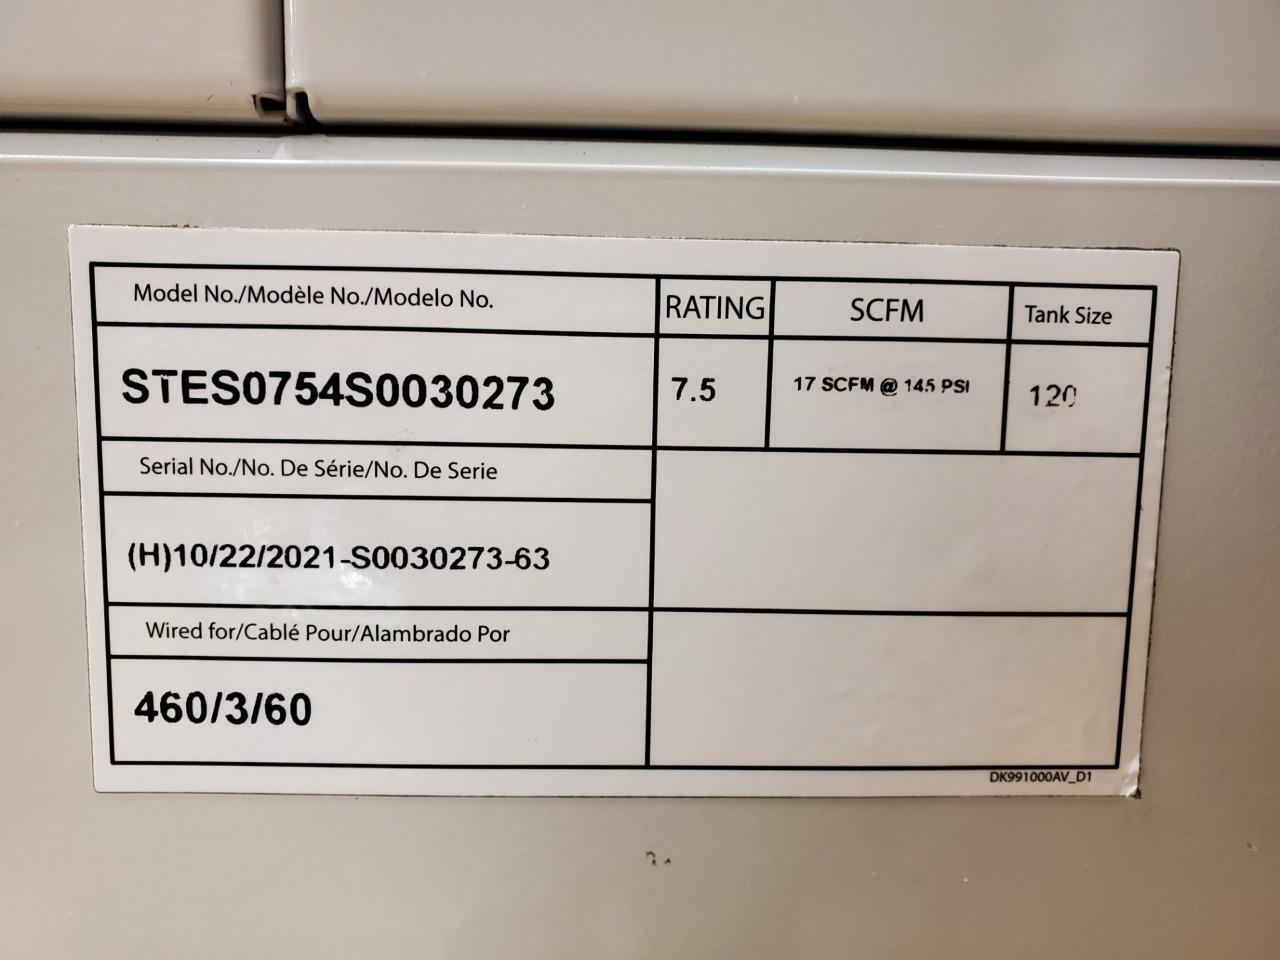 Model No./Modèle No./Modelo No.
RATING
SCFM
Tank Size
STES0754S0030273
7.5
17 SCFM @ 145 PSI
120
Serial No./No. De Série/No. De Serie
(H)10/22/2021-S0030273-63
Wired for/Cablé Pour/Alambrado Por
460/3/60
DK991000AV_D1